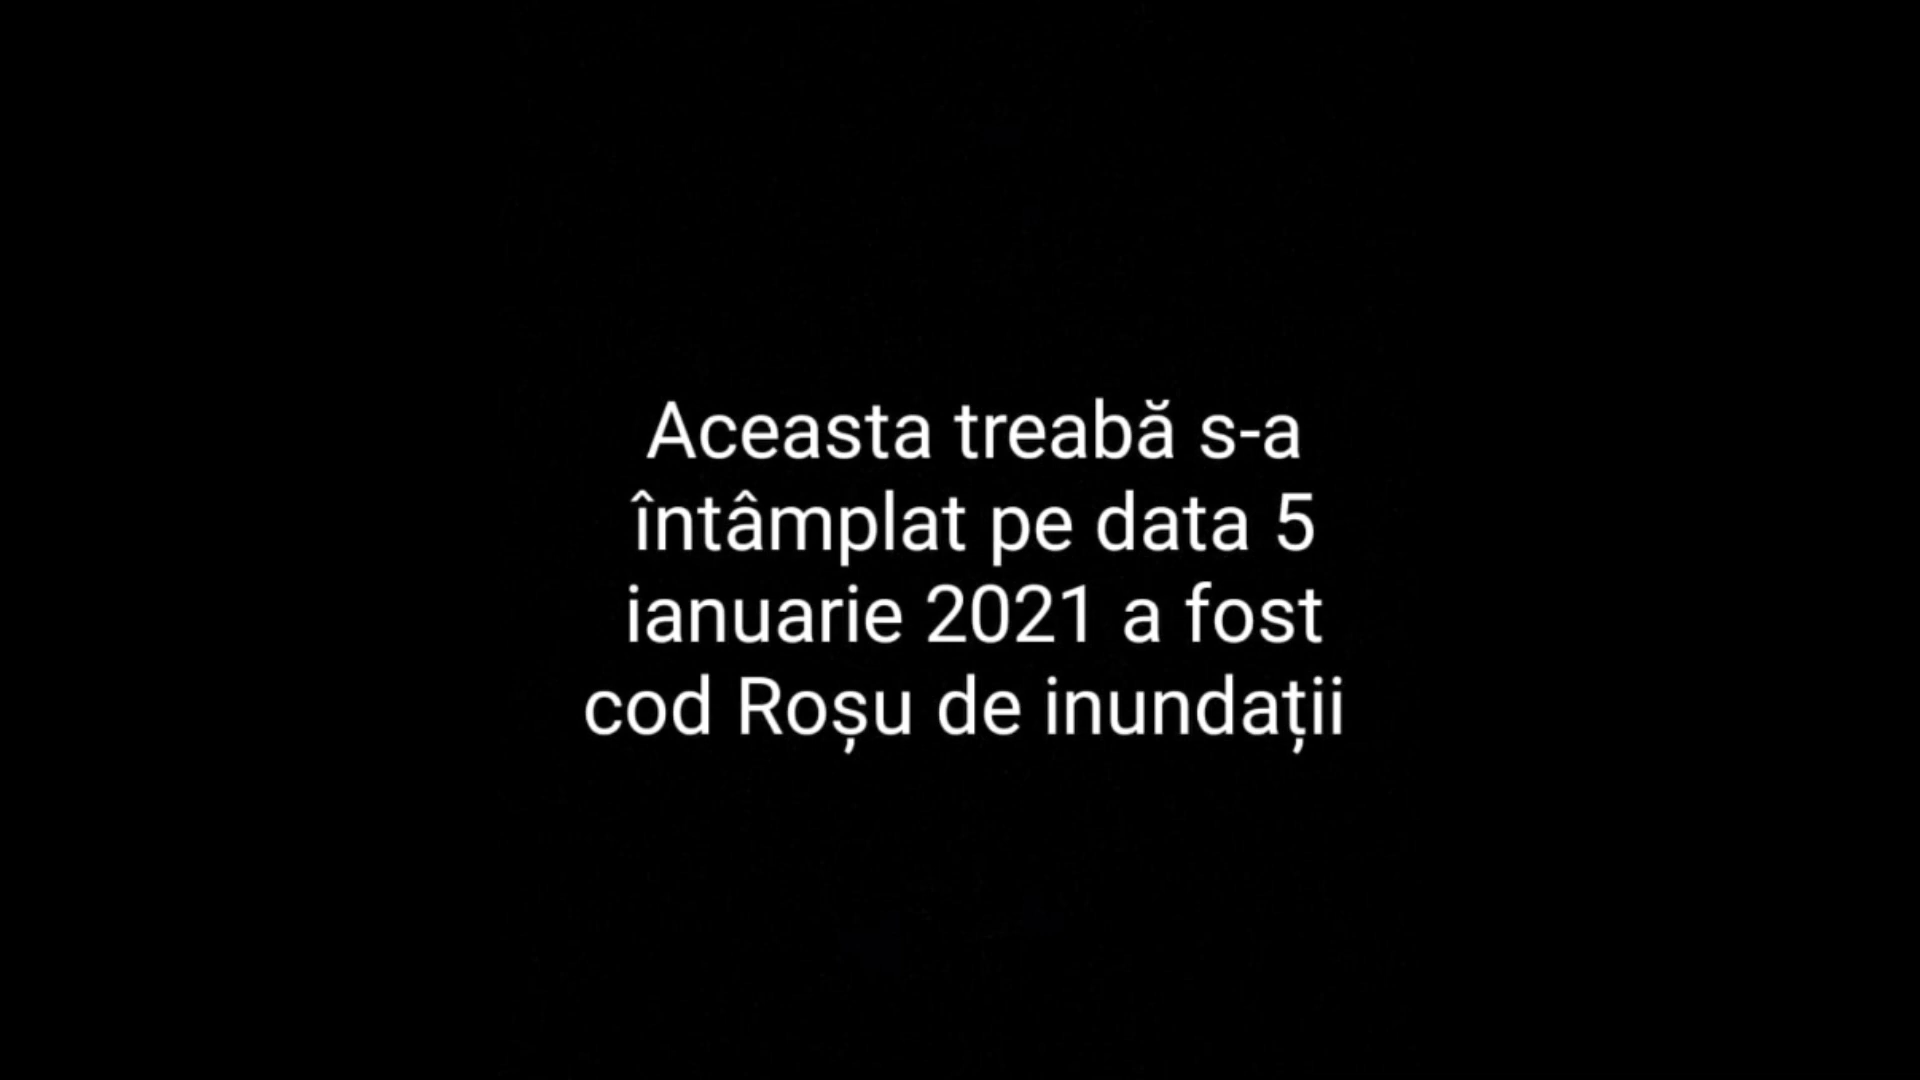 Aceasta treabă s-a
întâmplat pe data 5
ianuarie 2021 a fost
cod Roșu de inundații